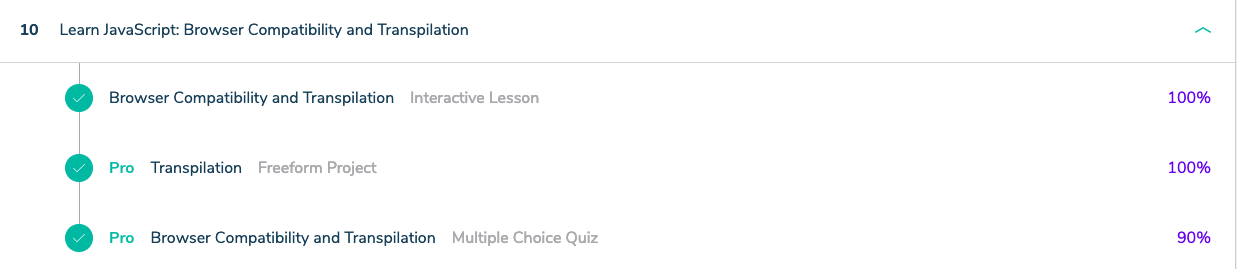 10 Learn JavaScript: Browser Compatibility and Transpilation
Browser Compatibility and Transpilation Interactive Lesson 100%
Pro Transpilation Freeform Project 100%
Pro Browser Compatibility and Transpilation Multiple Choice Quiz 90%